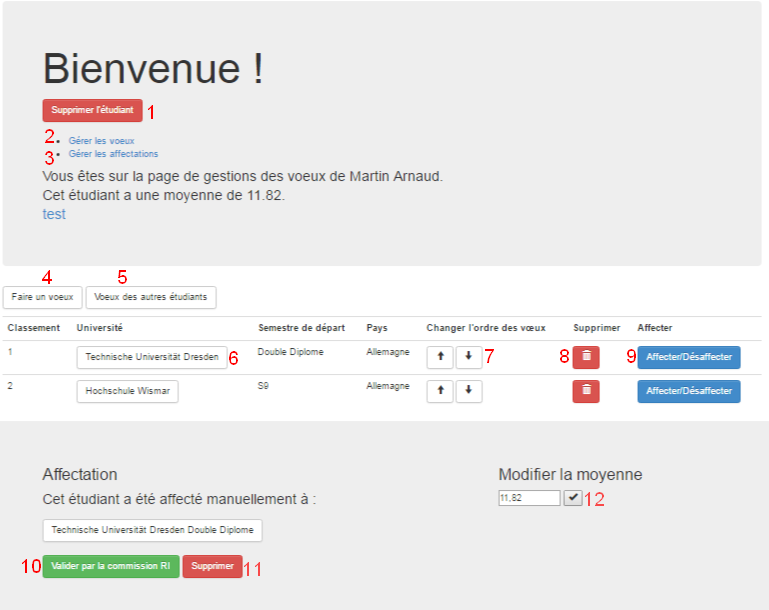 Bienvenue !
Supprimer l'étudiant 1
2 • Gérer les voeux
3 • Gérer les affectations
Vous êtes sur la page de gestions des voeux de Martin Arnaud.
Cet étudiant a une moyenne de 11.82.
test
4 5
Faire un voeux Voeux des autres étudiants
Classement Université Semestre de départ Pays Changer l'ordre des vœux Supprimer Affecter
1 Technische Universität Dresden 6 Double Diplome Allemagne 7 8 9 Affecter/Désaffecter
2 Hochschule Wismar S9 Allemagne Affecter/Désaffecter
Affectation Modifier la moyenne
Cet étudiant a été affecté manuellement à : 11,82 12
Technische Universität Dresden Double Diplome
10 Valider par la commission RI Supprimer 11